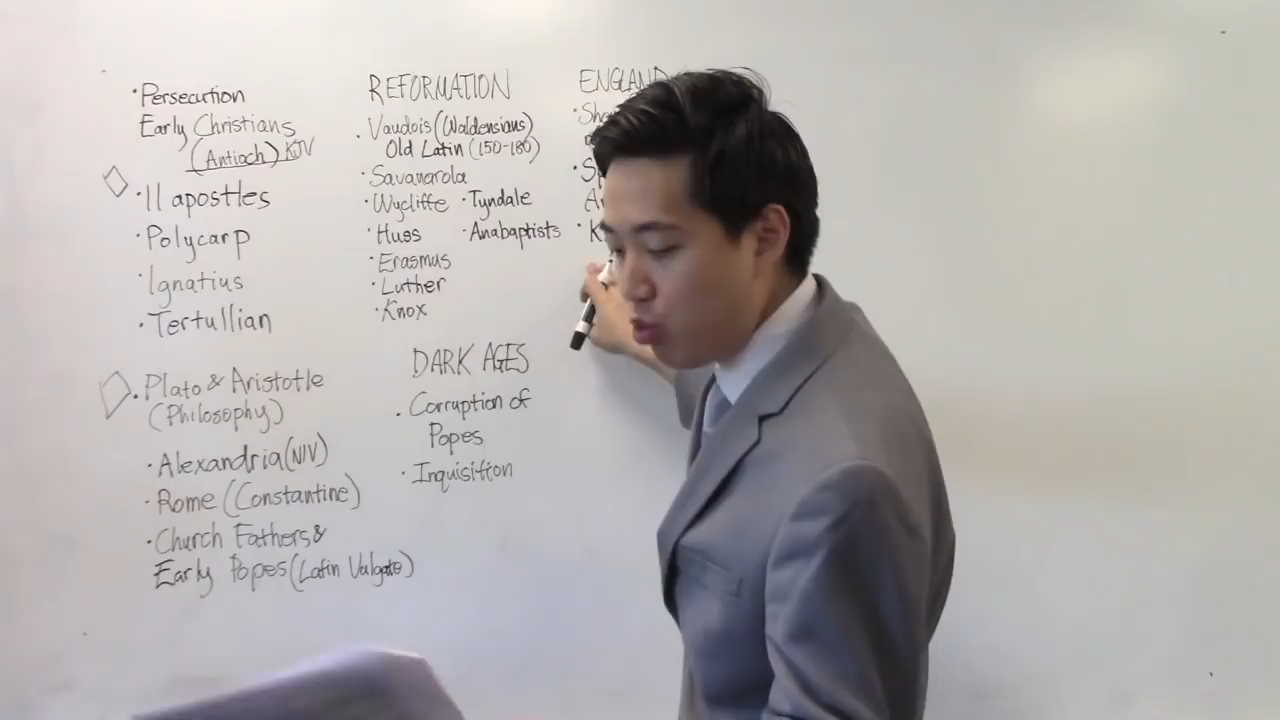 ·Persecution
Early Christians
(Antioch) KJV
·11 apostles
·Polycarp
·Ignatius
·Tertullian
·Plato & Aristotle
(Philosophy)
·Alexandria (NIV)
·Rome (Constantine)
·Church Fathers &
Early Popes (Latin Vulgate)
REFORMATION
·Vaudois (Waldensians)
Old Latin (150-180)
·Savanarola
·Wycliffe ·Tyndale
·Huss ·Anabaptists
·Erasmus
·Luther
·Knox
DARK AGES
·Corruption of
Popes
·Inquisition
ENGLAND